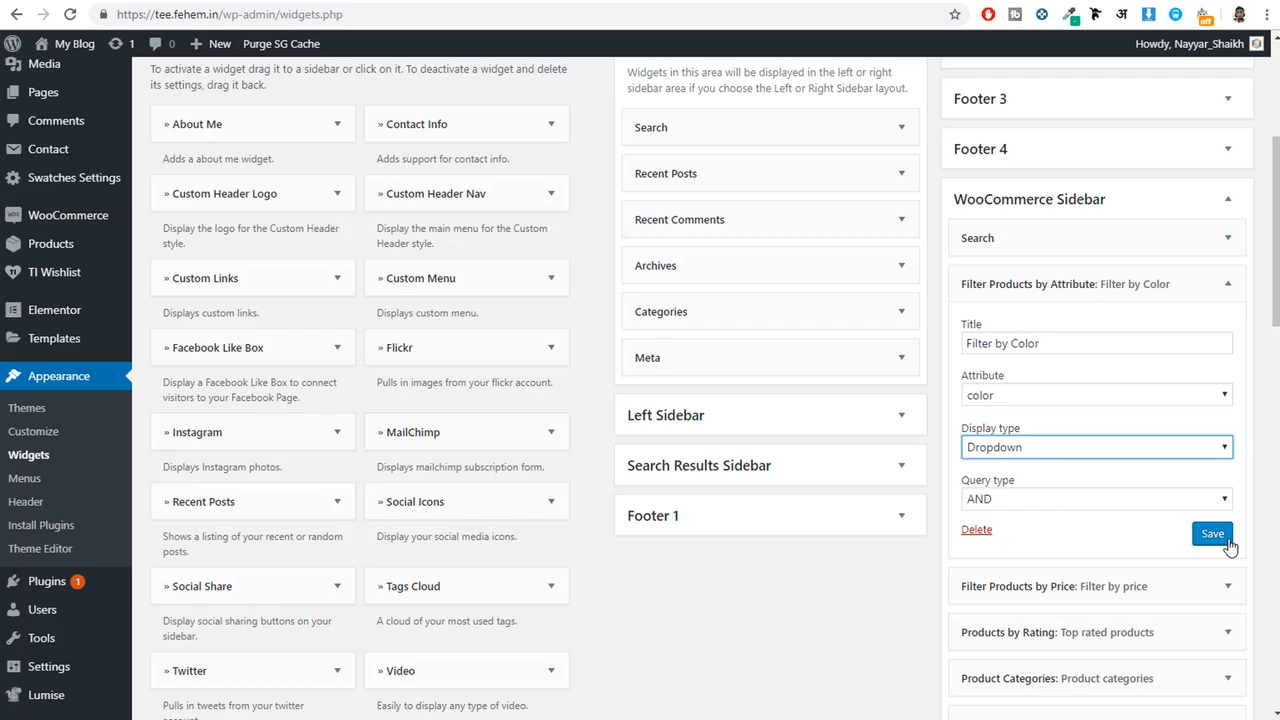 https://tee.fehem.in/wp-admin/widgets.php
अ
off
My Blog
1
0
New
Purge SG Cache
Howdy, Nayyar_Shaikh
Media
Pages
Comments
Contact
Swatches Settings
WooCommerce
Products
TI Wishlist
Elementor
Templates
Appearance
Themes
Customize
Widgets
Menus
Header
Install Plugins
Theme Editor
Plugins 1
Users
Tools
Settings
Lumise
To activate a widget drag it to a sidebar or click on it. To deactivate a widget and delete
its settings, drag it back.
» About Me
Adds a about me widget.
» Contact Info
Adds support for contact info.
» Custom Header Logo
Display the logo for the Custom Header
style.
» Custom Header Nav
Display the main menu for the Custom
Header style.
» Custom Links
Displays custom links.
» Custom Menu
Displays custom menu.
» Facebook Like Box
Display a Facebook Like Box to connect
visitors to your Facebook Page.
» Flickr
Pulls in images from your flickr account.
» Instagram
Displays Instagram photos.
» MailChimp
Displays mailchimp subscription form.
» Recent Posts
Shows a listing of your recent or random
posts.
» Social Icons
Display your social media icons.
» Social Share
Display social sharing buttons on your
sidebar.
» Tags Cloud
A cloud of your most used tags.
» Twitter
Pulls in tweets from your twitter
» Video
Easily to display any type of video.
Widgets in this area will be displayed in the left or right
sidebar area if you choose the Left or Right Sidebar layout.
Search
Recent Posts
Recent Comments
Archives
Categories
Meta
Left Sidebar
Search Results Sidebar
Footer 1
Footer 3
Footer 4
WooCommerce Sidebar
Search
Filter Products by Attribute: Filter by Color
Title
Filter by Color
Attribute
color
Display type
Dropdown
Query type
AND
Delete
Save
Filter Products by Price: Filter by price
Products by Rating: Top rated products
Product Categories: Product categories